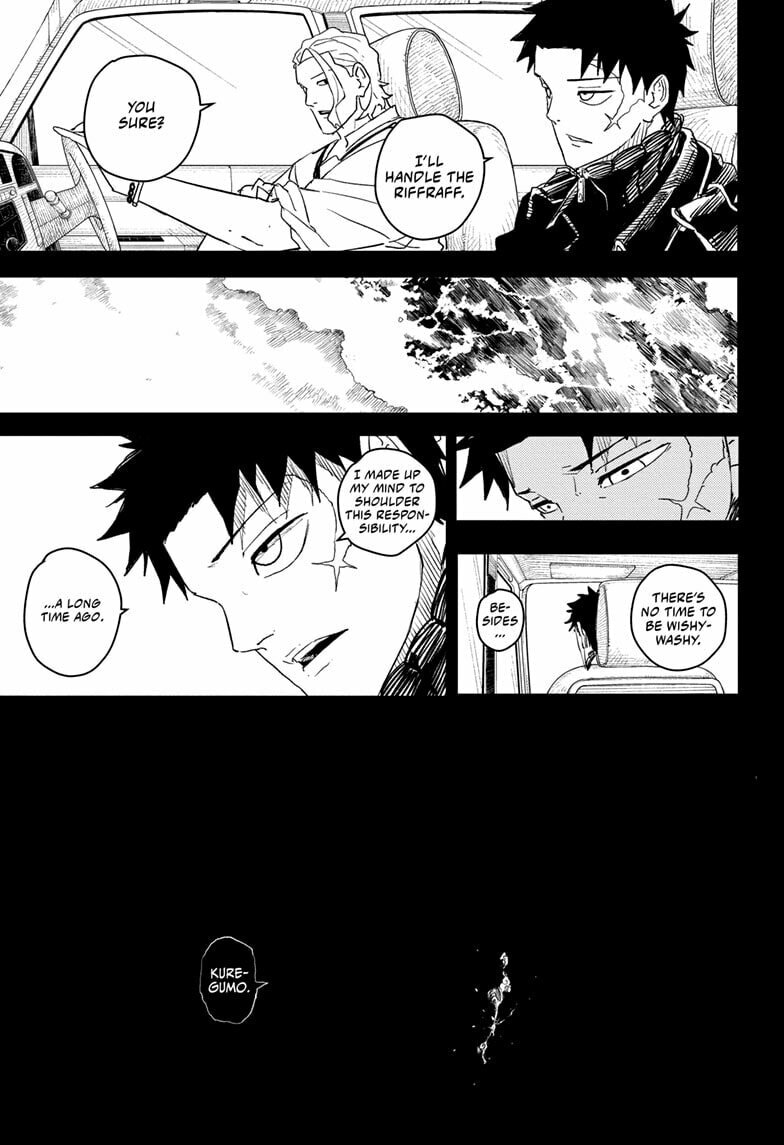 I'LL
HANDLE THE
RIFFRAFF.
YOU
SURE?
THERE'S
NO TIME TO
BE WISHY-
WASHY.
BE-
SIDES
...
I MADE UP
MY MIND TO
SHOULDER
THIS RESPON-
SIBILITY...
...A LONG
TIME AGO.
KURE-
GUMO.